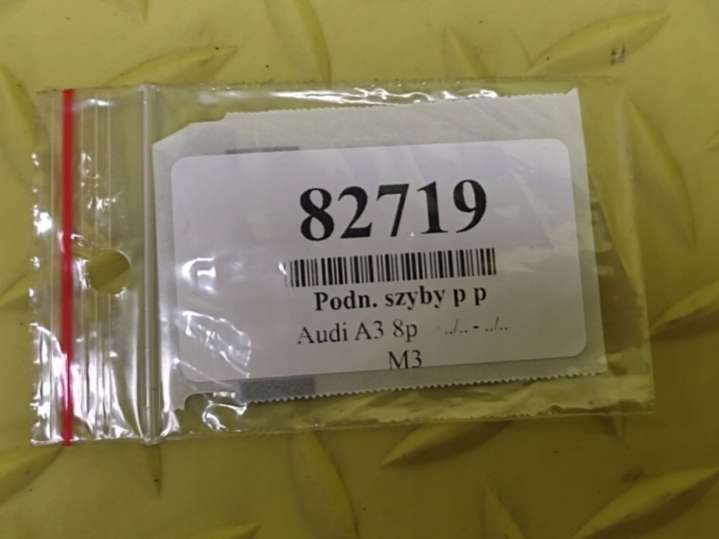 82719
Podn. szyby p p
Audi A3 8p ../.. - ../..
M3